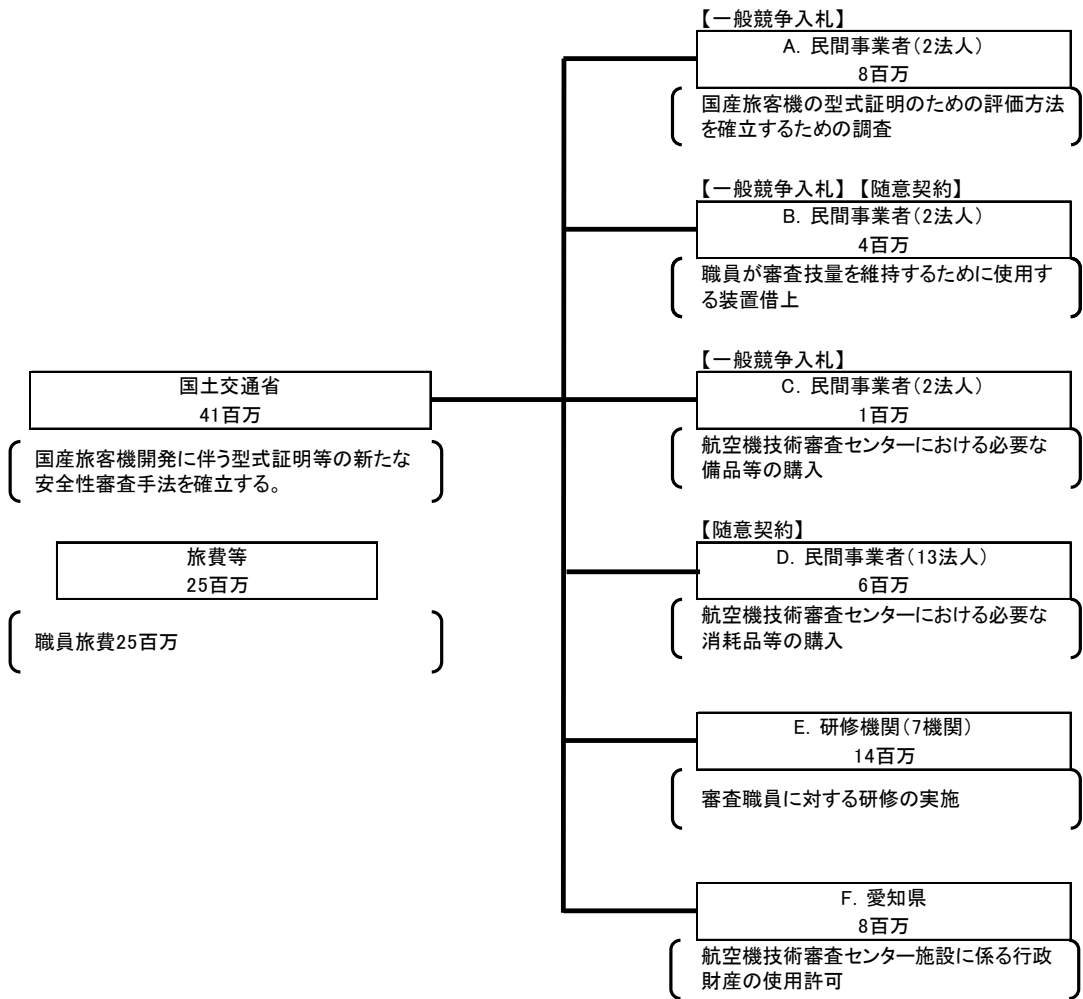 国土交通省
41百万
国産旅客機開発に伴う型式証明等の新たな
安全性審査手法を確立する。
旅費等
25百万
職員旅費25百万
【一般競争入札】
A. 民間事業者(2法人)
8百万
国産旅客機の型式証明のための評価方法
を確立するための調査
【一般競争入札】【随意契約】
B. 民間事業者(2法人)
4百万
職員が審査技量を維持するために使用す
る装置借上
【一般競争入札】
C. 民間事業者(2法人)
1百万
航空機技術審査センターにおける必要な
備品等の購入
【随意契約】
D. 民間事業者(13法人)
6百万
航空機技術審査センターにおける必要な
消耗品等の購入
E. 研修機関(7機関)
14百万
審査職員に対する研修の実施
F. 愛知県
8百万
航空機技術審査センター施設に係る行政
財産の使用許可